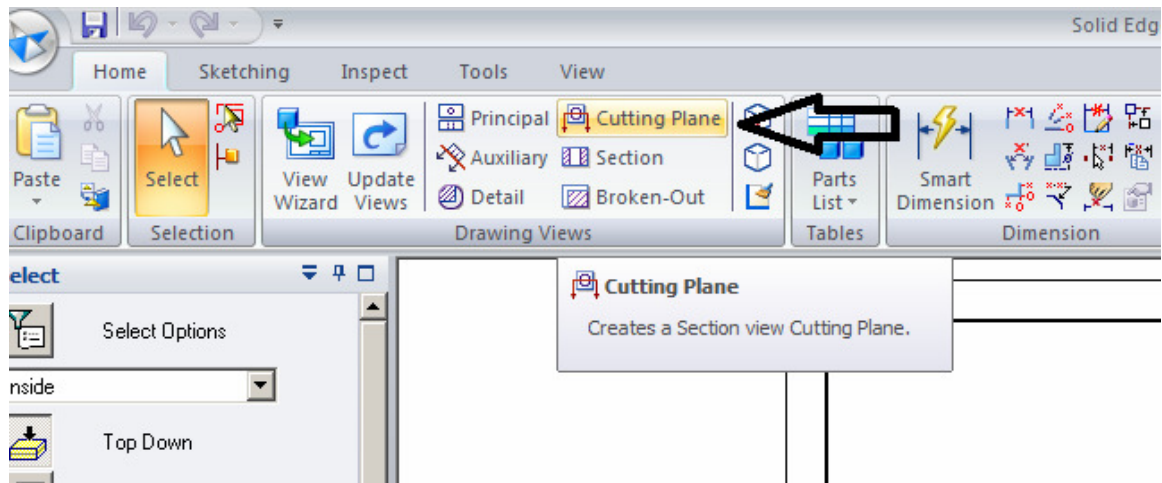 Solid Edg
Home Sketching Inspect Tools View
Principal Cutting Plane
Auxiliary Section
Detail Broken-Out
Paste
Select
View Wizard
Update Views
Parts List
Smart Dimension
Clipboard Selection Drawing Views Tables Dimension
elect
Select Options
nside
Top Down
Cutting Plane
Creates a Section view Cutting Plane.